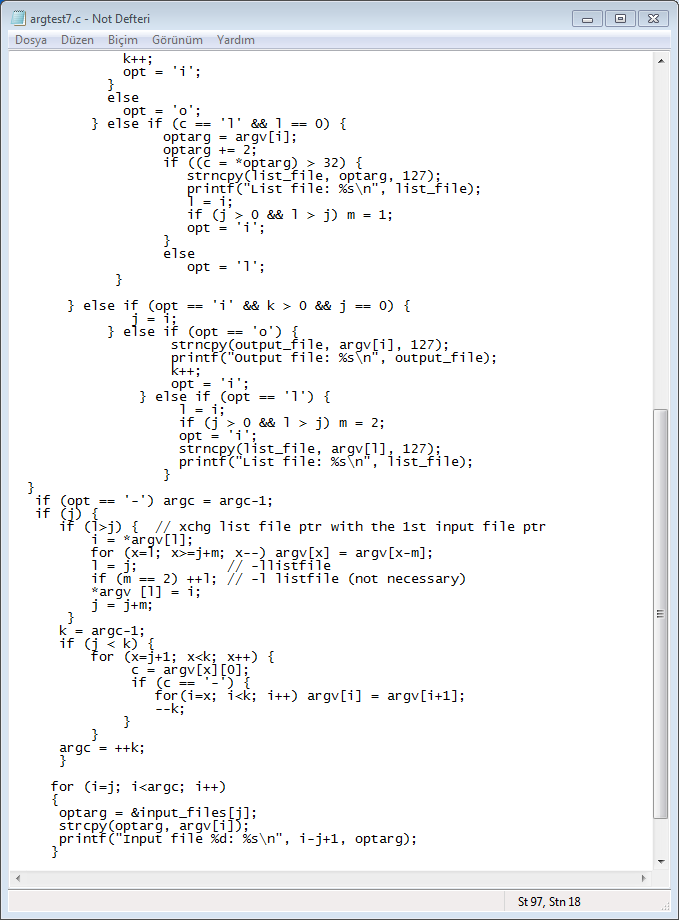 argtest7.c - Not Defteri
Dosya Düzen Biçim Görünüm Yardım
k++;
opt = 'i';
}
else
opt = 'o';
} else if (c == 'l' && l == 0) {
optarg = argv[i];
optarg += 2;
if ((c = *optarg) > 32) {
strncpy(list_file, optarg, 127);
printf("List file: %s\n", list_file);
l = i;
if (j > 0 && l > j) m = 1;
opt = 'i';
}
else
opt = 'l';
}
} else if (opt == 'i' && k > 0 && j == 0) {
j = i;
} else if (opt == 'o') {
strncpy(output_file, argv[i], 127);
printf("Output file: %s\n", output_file);
k++;
opt = 'i';
} else if (opt == 'l') {
l = i;
if (j > 0 && l > j) m = 2;
opt = 'i';
strncpy(list_file, argv[l], 127);
printf("List file: %s\n", list_file);
}
}
if (opt == '-') argc = argc-1;
if (j) {
if (l>j) { // xchg list file ptr with the 1st input file ptr
i = *argv[l];
for (x=l; x>=j+m; x--) argv[x] = argv[x-m];
l = j; // -llistfile
if (m == 2) ++l; // -l listfile (not necessary)
*argv [l] = i;
j = j+m;
}
k = argc-1;
if (j < k) {
for (x=j+1; x<k; x++) {
c = argv[x][0];
if (c == '-') {
for(i=x; i<k; i++) argv[i] = argv[i+1];
--k;
}
}
argc = ++k;
}
for (i=j; i<argc; i++)
{
optarg = &input_files[j];
strcpy(optarg, argv[i]);
printf("Input file %d: %s\n", i-j+1, optarg);
}
St 97, Stn 18